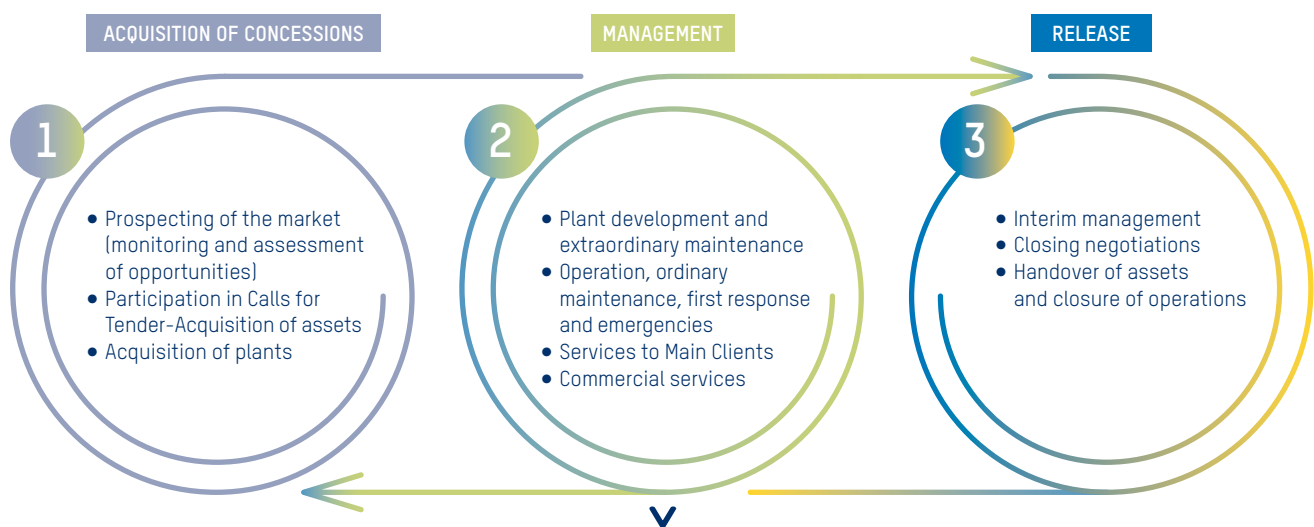 ACQUISITION OF CONCESSIONS
1
● Prospecting of the market
(monitoring and assessment
of opportunities)
● Participation in Calls for
Tender-Acquisition of assets
● Acquisition of plants
MANAGEMENT
2
● Plant development and
extraordinary maintenance
● Operation, ordinary
maintenance, first response
and emergencies
● Services to Main Clients
● Commercial services
RELEASE
3
● Interim management
● Closing negotiations
● Handover of assets
and closure of operations